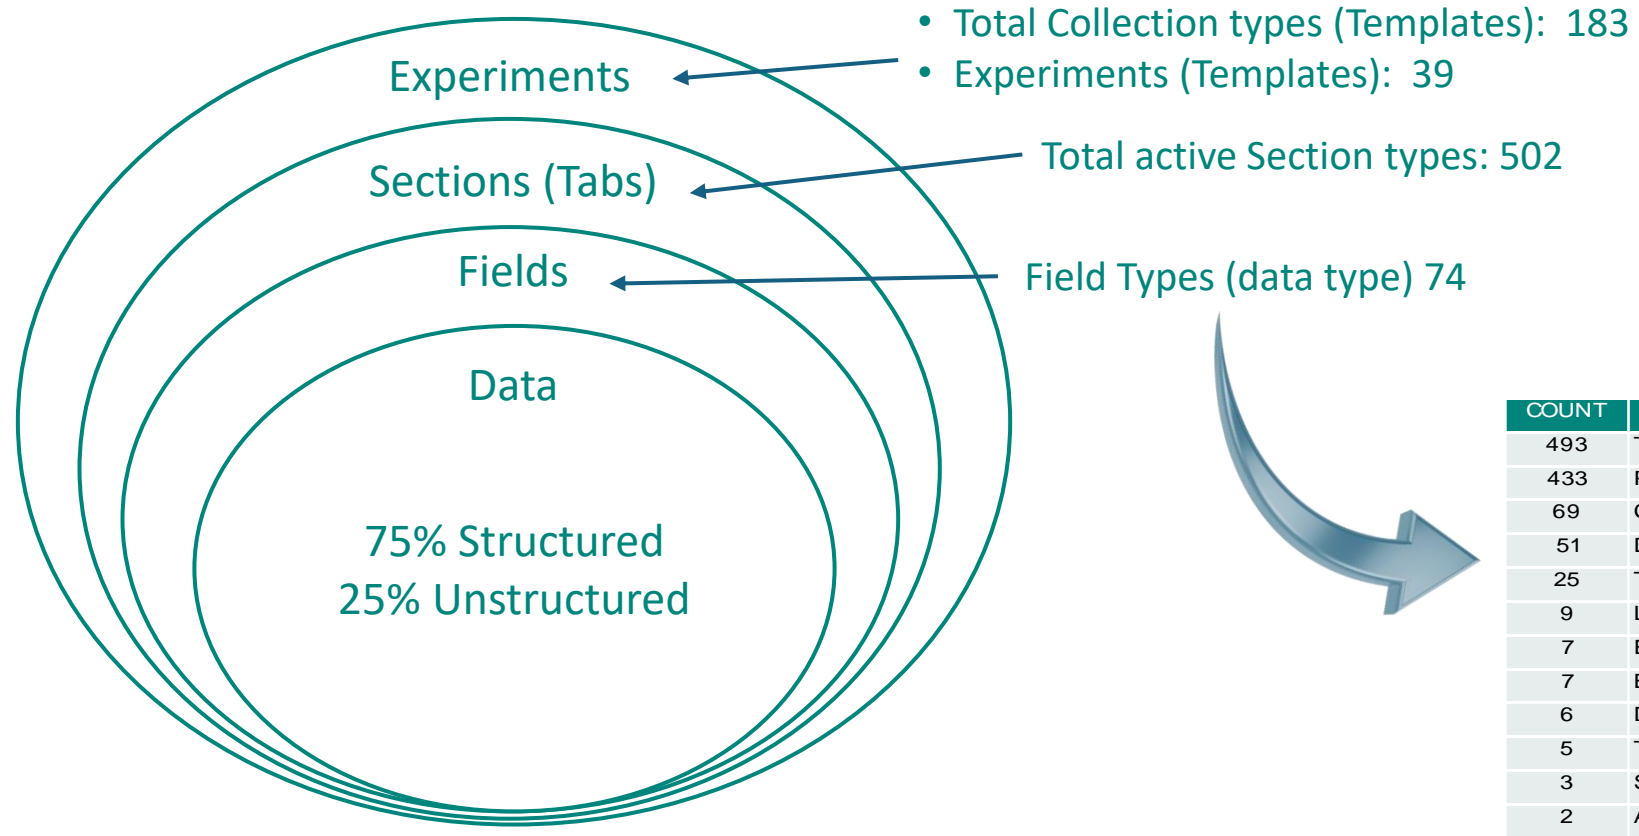 • Total Collection types (Templates): 183
• Experiments (Templates): 39
Experiments
Total active Section types: 502
Sections (Tabs)
Fields
Field Types (data type) 74
Data
75% Structured
25% Unstructured
COUNT
493
433
69
51
25
9
7
7
6
5
3
2